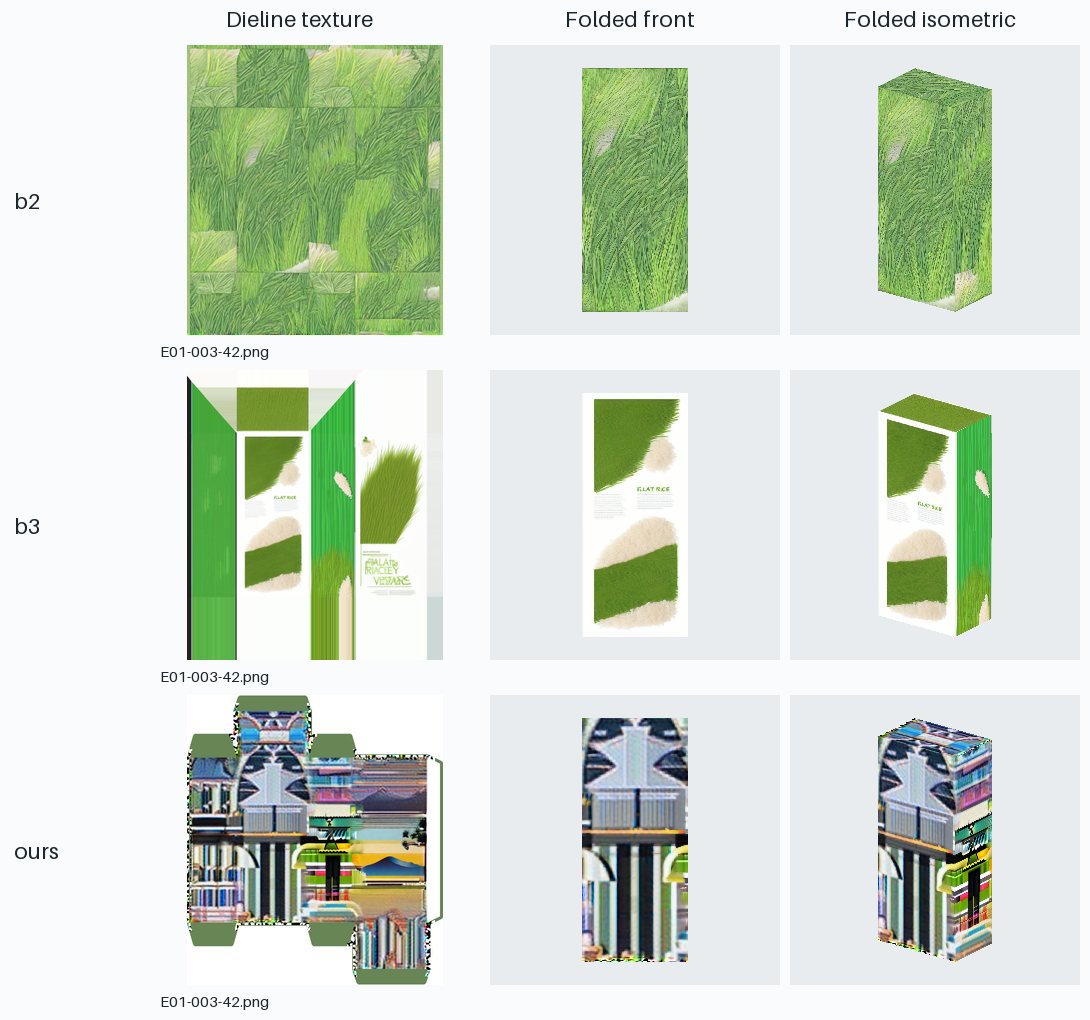 Dieline texture
Folded front
Folded isometric
b2
E01-003-42.png
b3
E01-003-42.png
ours
E01-003-42.png